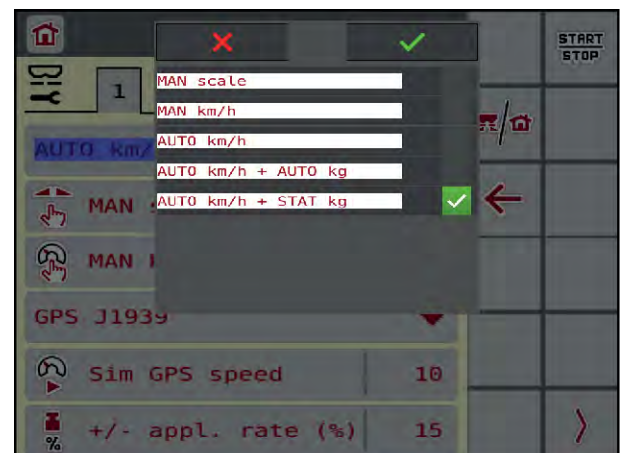 START
STOP
MAN scale
1
MAN km/h
AUTO km/
AUTO km/h
AUTO km/h + AUTO kg
MAN
AUTO km/h + STAT kg
MAN
GPS J1939
Sim GPS speed 10
% +/- appl. rate (%) 15